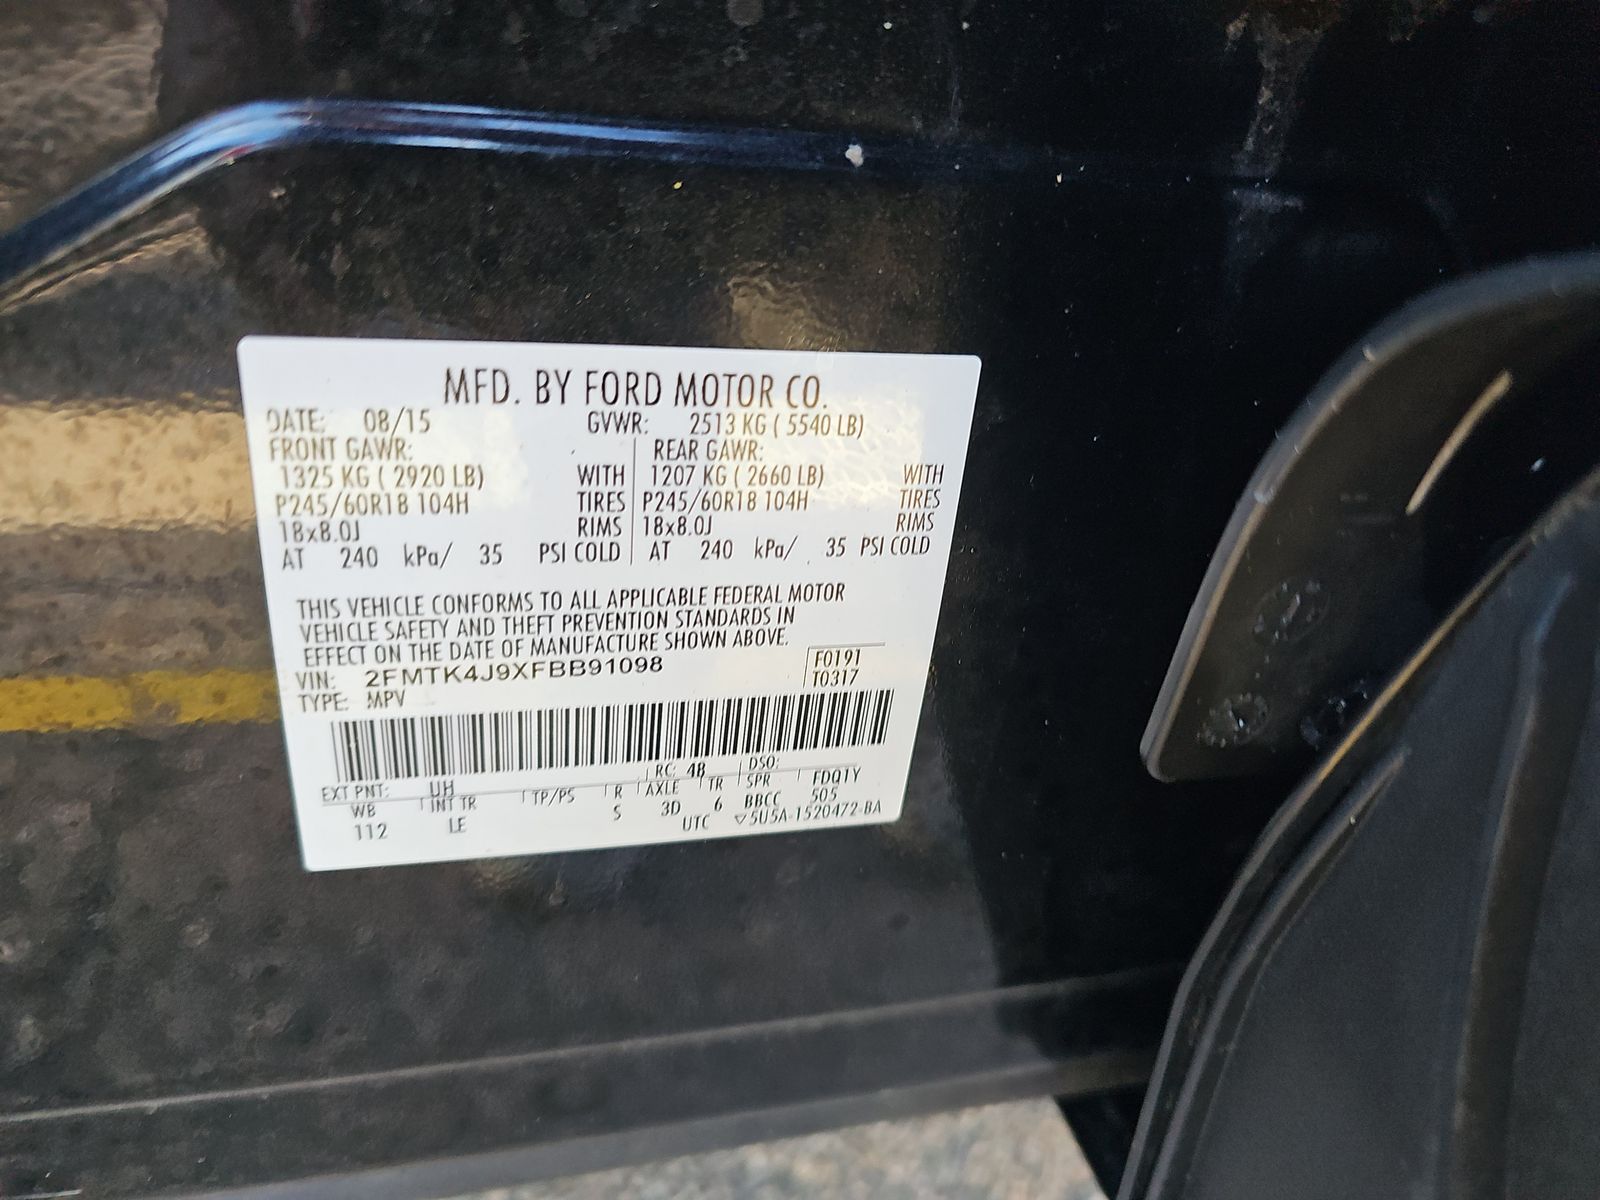 MFD. BY FORD MOTOR CO.
DATE: 08/15 GVWR: 2513 KG ( 5540 LB)
FRONT GAWR: REAR GAWR:
1325 KG ( 2920 LB) WITH 1207 KG ( 2660 LB) WITH
P245/60R18 104H TIRES P245/60R18 104H TIRES
18x8.0J RIMS 18x8.0J RIMS
AT 240 kPa/ 35 PSI COLD AT 240 kPa/ 35 PSI COLD
THIS VEHICLE CONFORMS TO ALL APPLICABLE FEDERAL MOTOR
VEHICLE SAFETY AND THEFT PREVENTION STANDARDS IN
EFFECT ON THE DATE OF MANUFACTURE SHOWN ABOVE.
VIN: 2FMTK4J9XFBB91098 F0191
TYPE: MPV T0317
EXT PNT: UH RC: 48 DSO:
WB INT TR TP/PS R AXLE TR SPR FDQ1Y
112 LE S 3D 6 BBCC 505
UTC ▽5U5A-1520472-BA